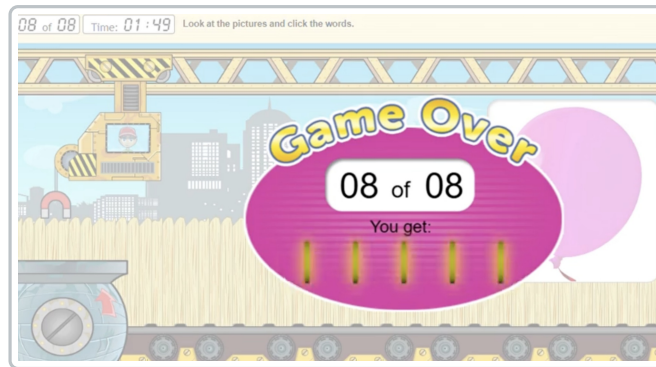 08 of 08 Time: 01:49 Look at the pictures and click the words.
Game Over
08 of 08
You get: